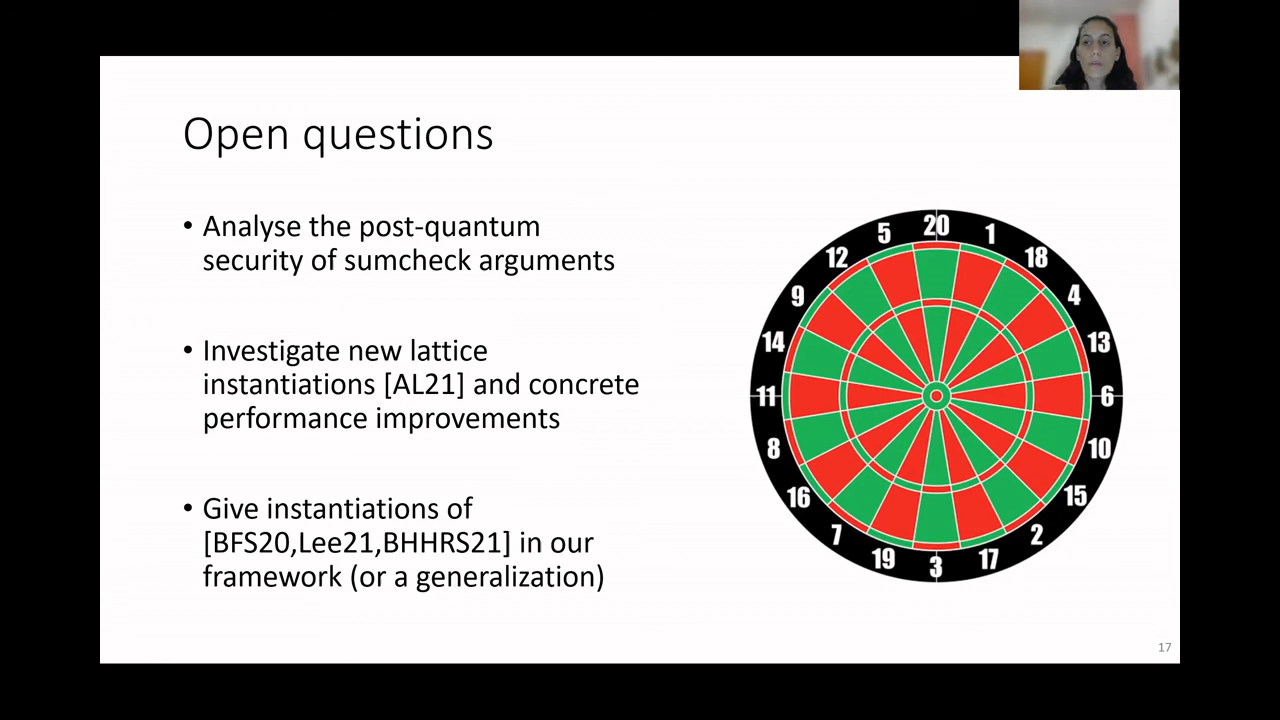 Open questions
• Analyse the post-quantum
security of sumcheck arguments
• Investigate new lattice
instantiations [AL21] and concrete
performance improvements
• Give instantiations of
[BFS20,Lee21,BHHRS21] in our
framework (or a generalization)
20
1
18
4
13
6
10
15
2
17
3
19
7
16
8
11
14
9
12
5
17